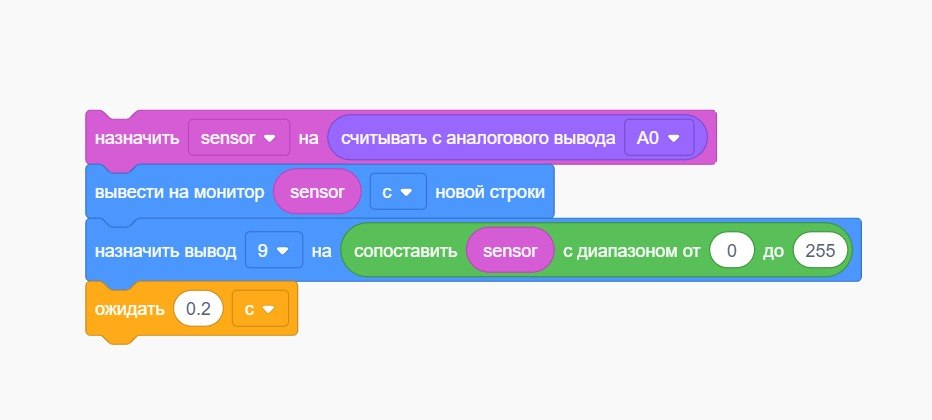 назначить sensor на считывать с аналогового вывода A0
вывести на монитор sensor с новой строки
назначить вывод 9 на сопоставить sensor с диапазоном от 0 до 255
ожидать 0.2 с